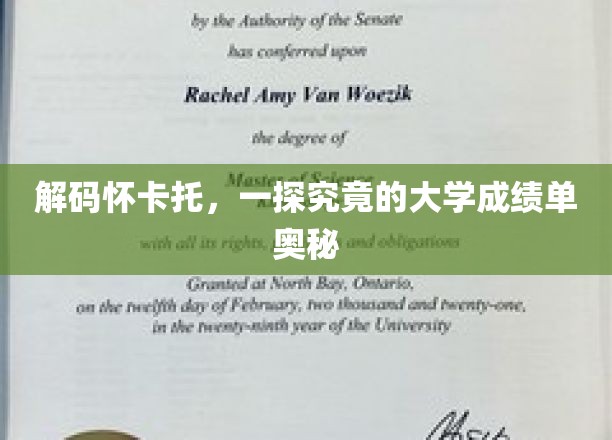 by the Authority of the Senate
has conferred upon
Rachel Amy Van Woezik
the degree of
Master of Science
解码怀卡托，一探究竟的大学成绩单
奥秘
with all its rights, and obligations
Granted at North Bay, Ontario,
on the twelfth day of February, two thousand and twenty-one,
in the twenty-ninth year of the University